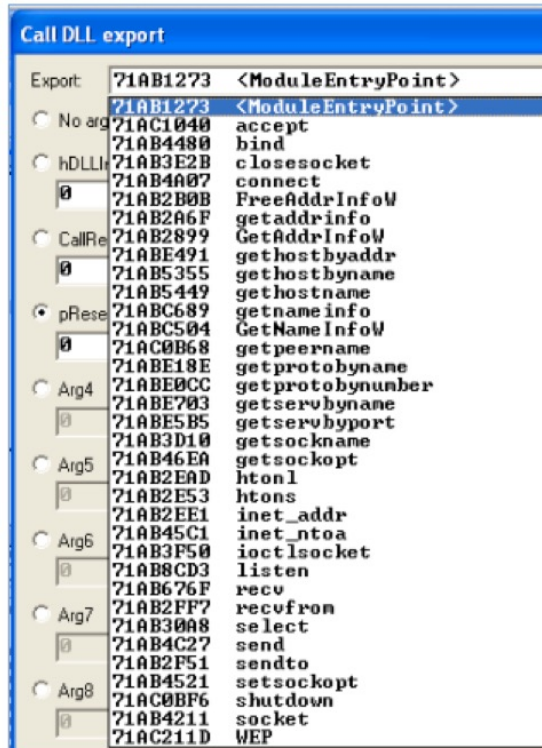 Call DLL export
Export: 71AB1273 <ModuleEntryPoint>
71AB1273 <ModuleEntryPoint>
No arg 71AC1040 accept
71AB4480 bind
hDLLIn 71AB3E2B closesocket
71AB4A07 connect
0 71AB2B0B FreeAddrInfoW
71AB2A6F getaddrinfo
CallRe 71AB2899 GetAddrInfoW
71ABE491 gethostbyaddr
0 71AB5355 gethostbyname
71AB5449 gethostname
pRese 71ABC689 getnameinfo
71ABC504 GetNameInfoW
0 71AC0B68 getpeername
71ABE18E getprotobyname
Arg4 71ABE0CC getprotobynumber
71ABE703 getservbyname
0 71ABE5B5 getservbyport
71AB3D10 getsockname
Arg5 71AB46EA getsockopt
71AB2EAD htonl
0 71AB2E53 htons
71AB2EE1 inet_addr
Arg6 71AB45C1 inet_ntoa
71AB3F50 ioctlsocket
0 71AB8CD3 listen
71AB676F recv
Arg7 71AB2FF7 recvfrom
71AB30A8 select
0 71AB4C27 send
71AB2F51 sendto
Arg8 71AB4521 setsockopt
71AC0BF6 shutdown
0 71AB4211 socket
71AC211D WEP